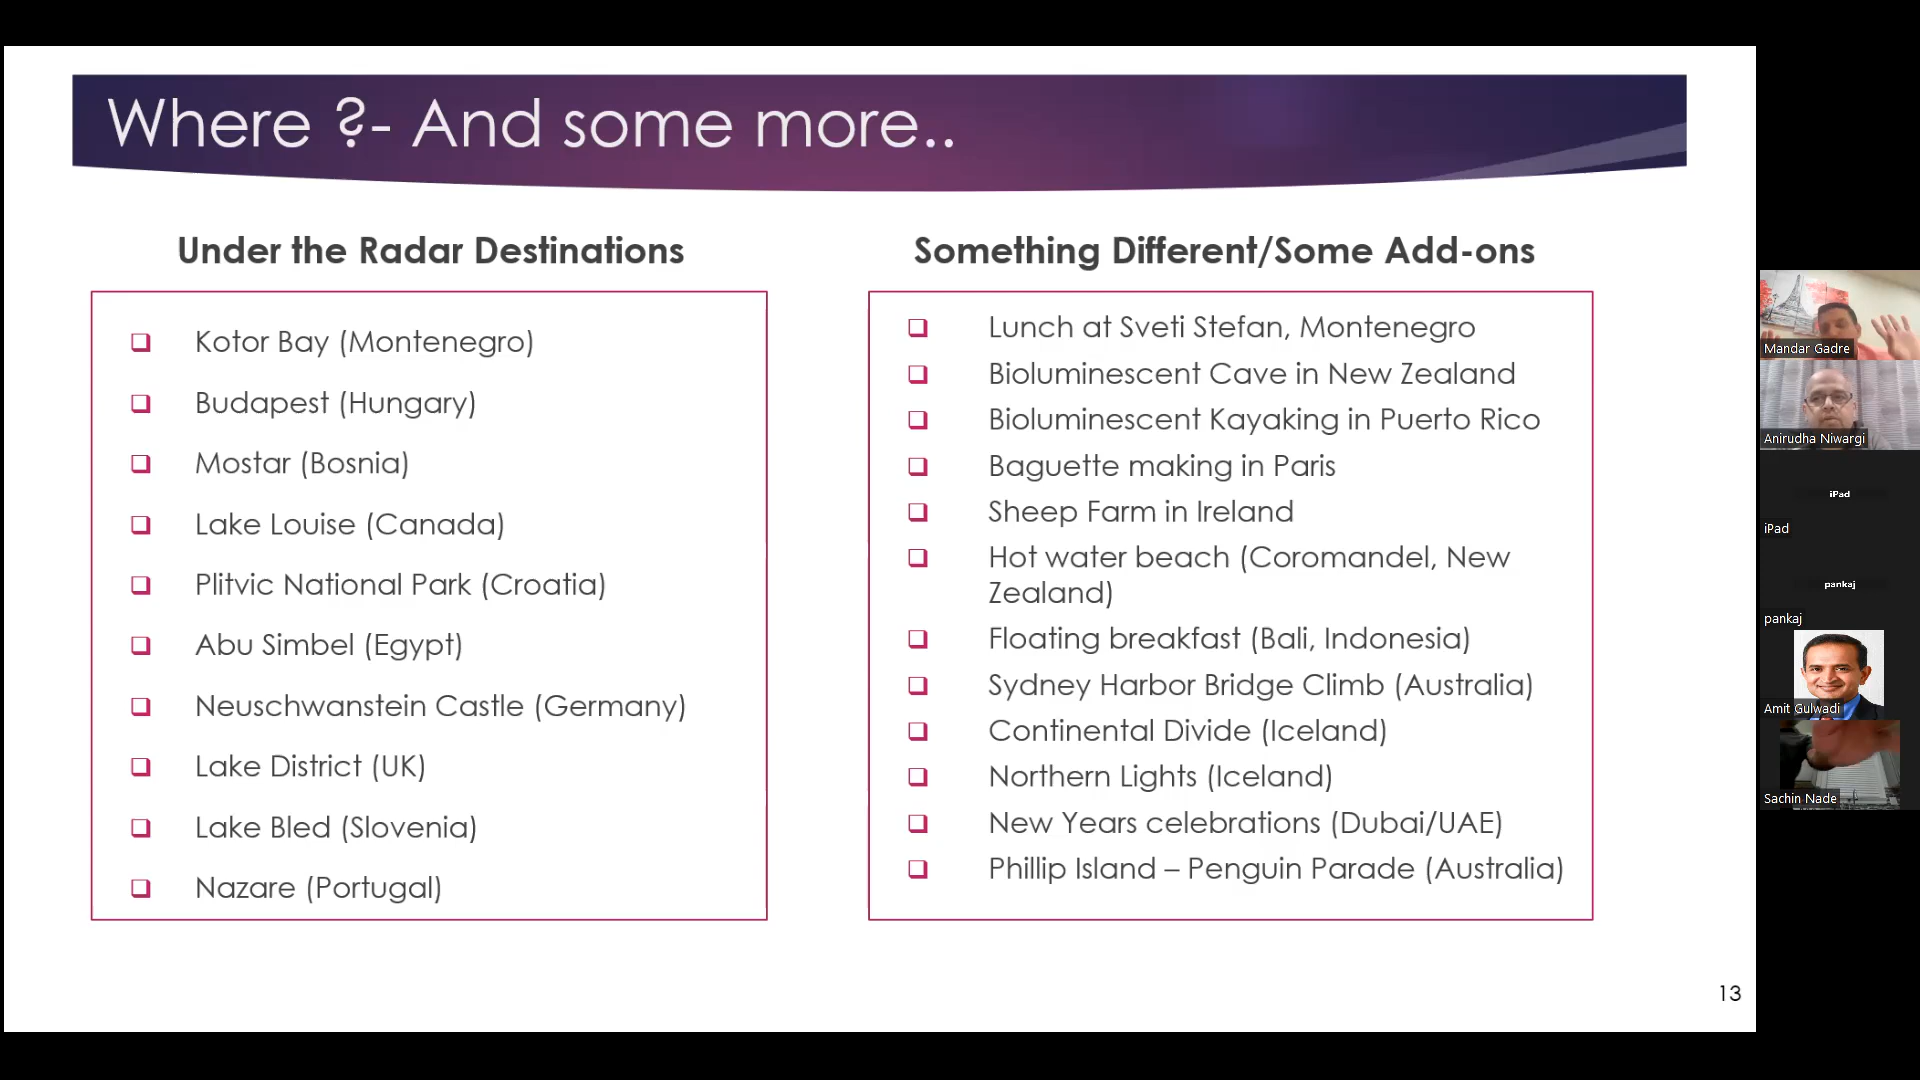 Where ?- And some more..
Under the Radar Destinations
Kotor Bay (Montenegro)
Budapest (Hungary)
Mostar (Bosnia)
Lake Louise (Canada)
Plitvic National Park (Croatia)
Abu Simbel (Egypt)
Neuschwanstein Castle (Germany)
Lake District (UK)
Lake Bled (Slovenia)
Nazare (Portugal)
Something Different/Some Add-ons
Lunch at Sveti Stefan, Montenegro
Bioluminescent Cave in New Zealand
Bioluminescent Kayaking in Puerto Rico
Baguette making in Paris
Sheep Farm in Ireland
Hot water beach (Coromandel, New
Zealand)
Floating breakfast (Bali, Indonesia)
Sydney Harbor Bridge Climb (Australia)
Continental Divide (Iceland)
Northern Lights (Iceland)
New Years celebrations (Dubai/UAE)
Phillip Island – Penguin Parade (Australia)
13
Mandar Gadre
Anirudha Niwargi
iPad
iPad
pankaj
pankaj
Amit Gulwadi
Sachin Nade